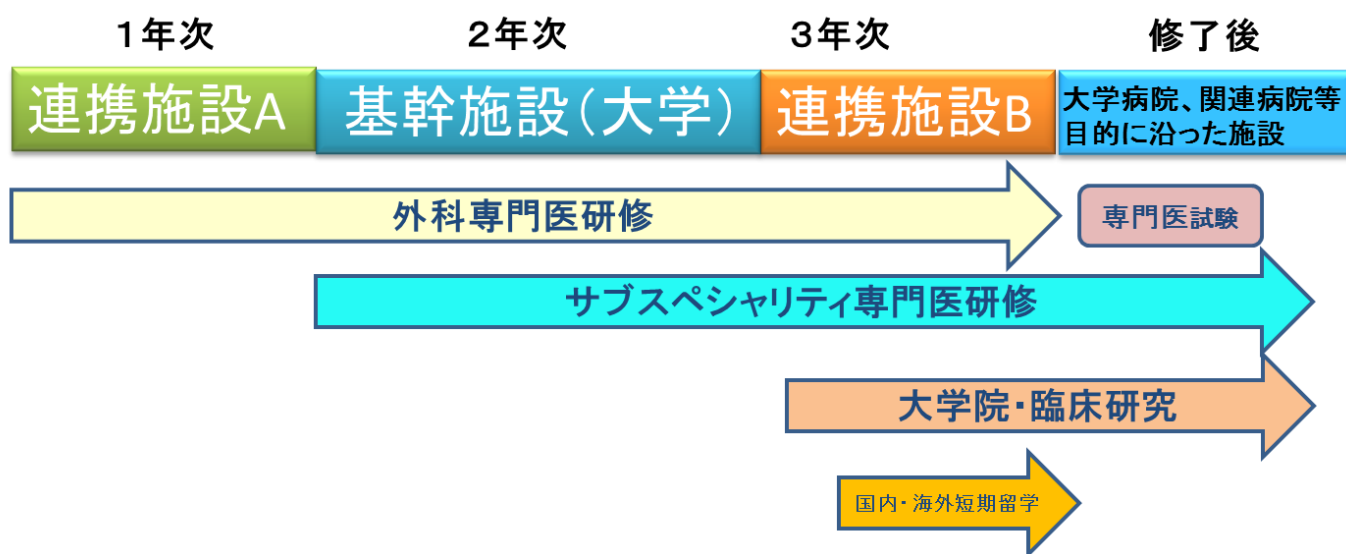 1年次 2年次 3年次 修了後
連携施設A 基幹施設(大学) 連携施設B 大学病院、関連病院等
目的に沿った施設
外科専門医研修 専門医試験
サブスペシャリティ専門医研修
大学院・臨床研究
国内・海外短期留学